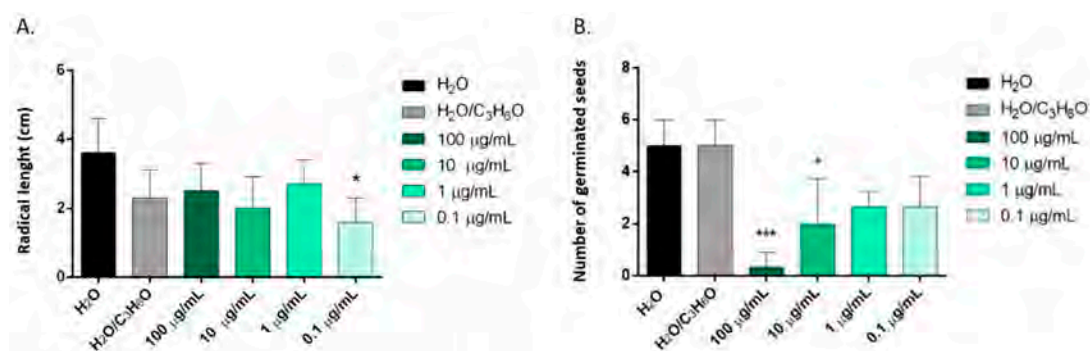 A.
Radical lenght (cm)
6
4
2
0
*
H₂O
H₂O/C₃H₆O
100 µg/mL
10 µg/mL
1 µg/mL
0.1 µg/mL
H₂O
H₂O/C₃H₆O
100 µg/mL
10 µg/mL
1 µg/mL
0.1 µg/mL
B.
Number of germinated seeds
8
6
4
2
0
***
*
H₂O
H₂O/C₃H₆O
100 µg/mL
10 µg/mL
1 µg/mL
0.1 µg/mL
H₂O
H₂O/C₃H₆O
100 µg/mL
10 µg/mL
1 µg/mL
0.1 µg/mL